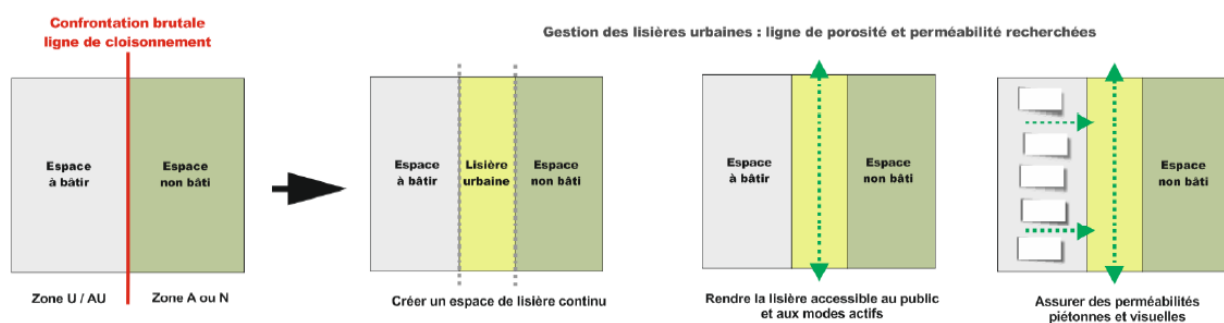 Confrontation brutale
ligne de cloisonnement
Gestion des lisières urbaines : ligne de porosité et perméabilité recherchées
Espace
à bâtir
Espace
non bâti
Zone U / AU
Zone A ou N
Espace
à bâtir
Lisière
urbaine
Espace
non bâti
Créer un espace de lisière continu
Espace
à bâtir
Espace
non bâti
Rendre la lisière accessible au public
et aux modes actifs
Espace
non bâti
Assurer des perméabilités
piétonnes et visuelles